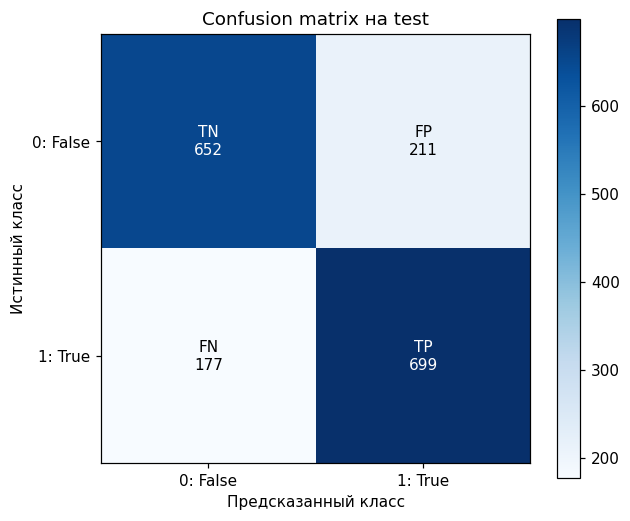 Confusion matrix на test
Истинный класс
0: False
TN
652
FP
211
1: True
FN
177
TP
699
0: False
1: True
Предсказанный класс
600
500
400
300
200